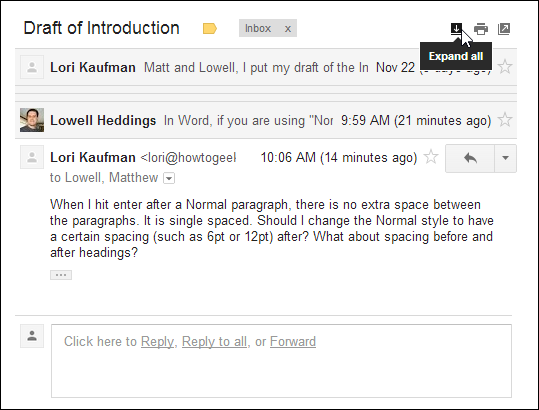 Draft of Introduction Inbox x
Expand all
Lori Kaufman Matt and Lowell, I put my draft of the In Nov 22 ( days ago)
Lowell Heddings In Word, if you are using "Nor 9:59 AM (21 minutes ago)
Lori Kaufman <lori@howtogeel 10:06 AM (14 minutes ago)
to Lowell, Matthew
When I hit enter after a Normal paragraph, there is no extra space between
the paragraphs. It is single spaced. Should I change the Normal style to have
a certain spacing (such as 6pt or 12pt) after? What about spacing before and
after headings?
Click here to Reply, Reply to all, or Forward